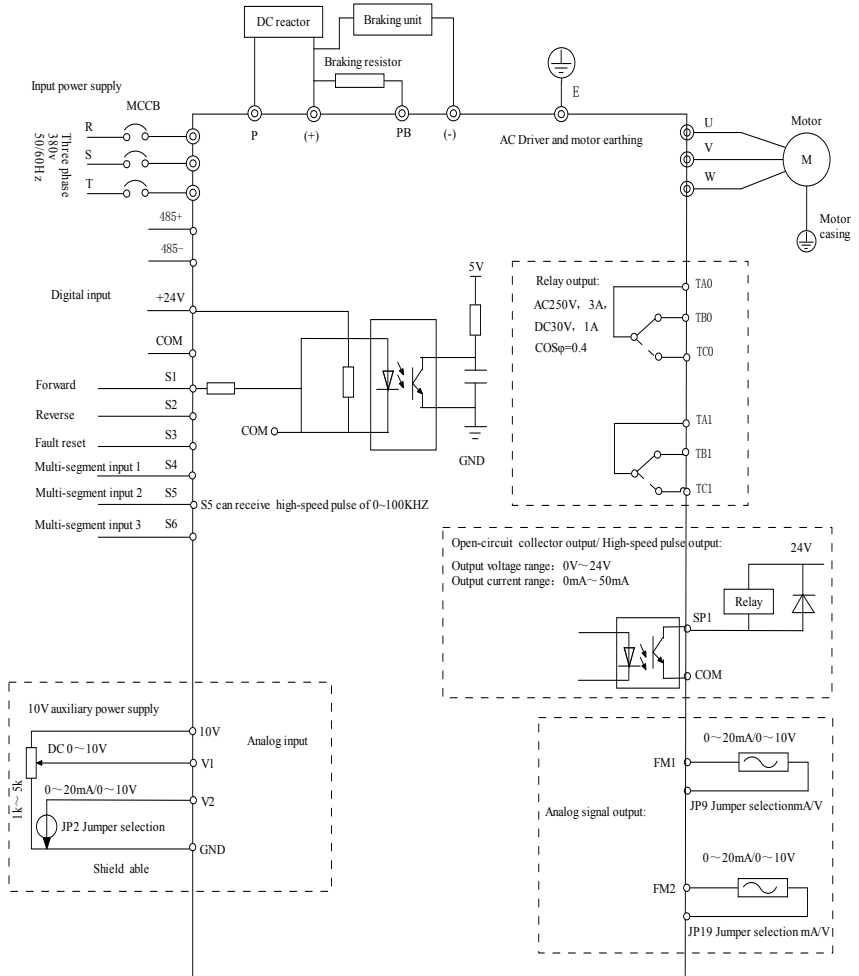 DC reactor
Braking unit
Braking resistor
E
Input power supply
MCCB
P
(+)
PB
(-)
AC Driver and motor earthing
R
S
T
Three phase
380v
50/60Hz
U
V
W
Motor
M
Motor
casing
485+
485-
Digital input
+24V
COM
5V
GND
Forward
S1
Reverse
S2
Fault reset
S3
COM
Multi-segment input 1
S4
Multi-segment input 2
S5
S5 can receive high-speed pulse of 0~100KHZ
Multi-segment input 3
S6
Relay output:
AC250V, 3A,
DC30V, 1A
COSφ=0.4
TA0
TB0
TC0
TA1
TB1
TC1
Open-circuit collector output/ High-speed pulse output:
Output voltage range: 0V~24V
Output current range: 0mA~50mA
24V
Relay
SP1
COM
10V auxiliary power supply
10V
Analog input
DC 0~10V
V1
1k~5k
0~20mA/0~10V
V2
JP2 Jumper selection
GND
Shield able
Analog signal output:
0~20mA/0~10V
FM1
JP9 Jumper selectionmA/V
0~20mA/0~10V
FM2
JP19 Jumper selection mA/V